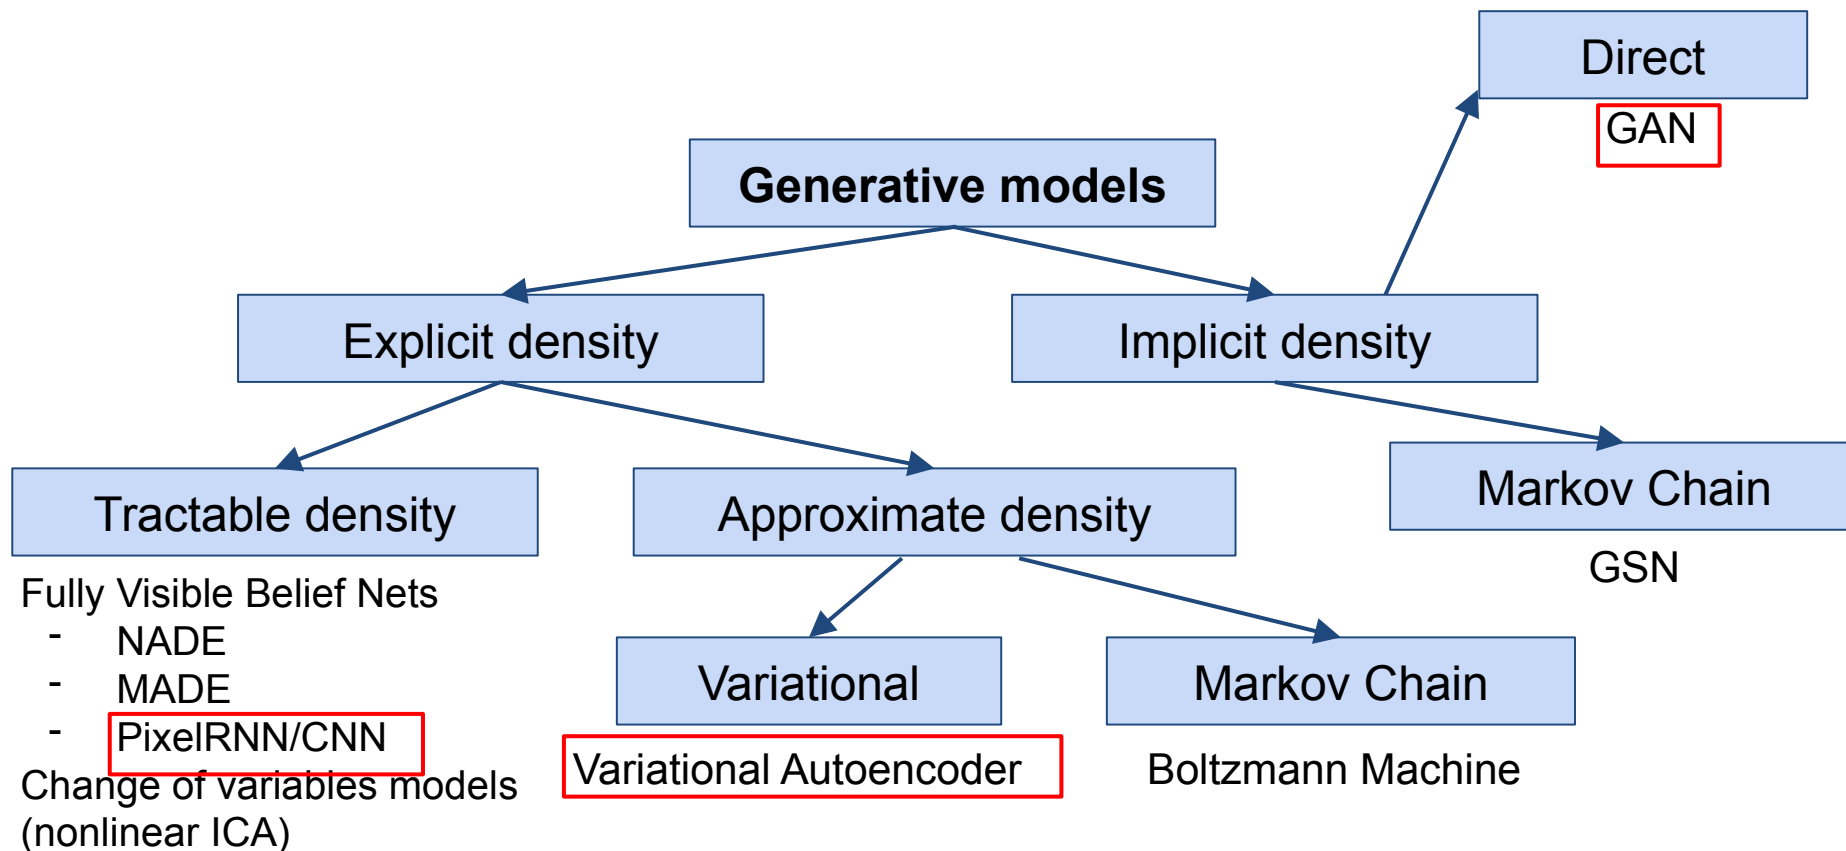 Direct
GAN
Generative models
Explicit density
Implicit density
Tractable density
Approximate density
Markov Chain
GSN
Fully Visible Belief Nets
- NADE
- MADE
- PixelRNN/CNN
Change of variables models
(nonlinear ICA)
Variational
Markov Chain
Variational Autoencoder
Boltzmann Machine